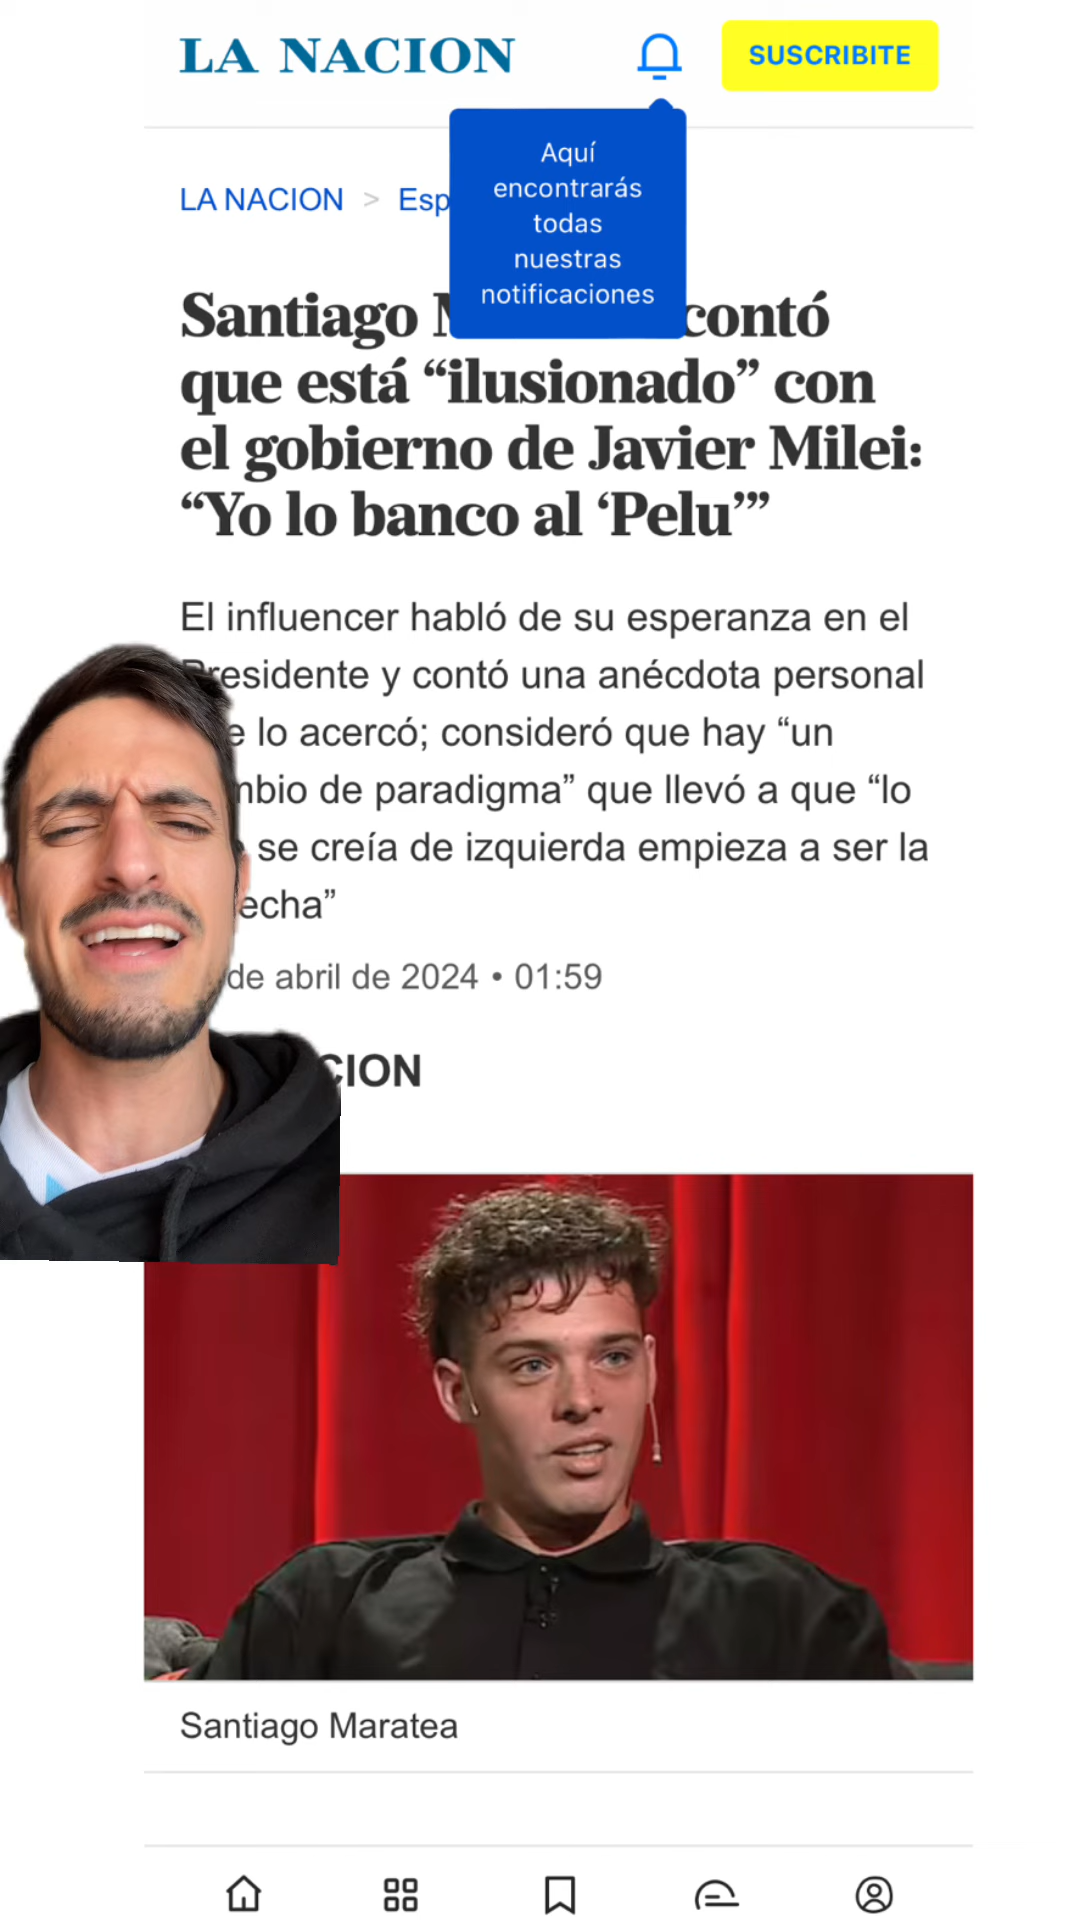 LA NACION
SUSCRIBITE
Aquí
encontrarás
todas
nuestras
notificaciones
LA NACION > Esp
Santiago contó
que está “ilusionado” con
el gobierno de Javier Milei:
“Yo lo banco al ‘Pelu’”
El influencer habló de su esperanza en el
Presidente y contó una anécdota personal
lo acercó; consideró que hay “un
mbio de paradigma” que llevó a que “lo
se creía de izquierda empieza a ser la
echa”
de abril de 2024 • 01:59
CION
Santiago Maratea